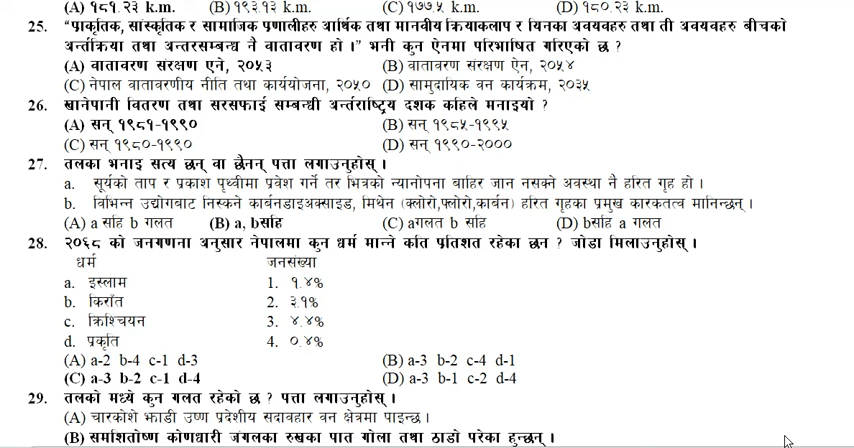 (A) १८१.२३ k.m. (B) १९३.१३ k.m. (C) १७७.५ k.m. (D) १८०.२३ k.m.
25. "प्राकृतिक, सांस्कृतिक र सामाजिक प्रणालीहरु आर्थिक तथा मानवीय क्रियाकलाप र यिनका अवयवहरु तथा ती अवयवहरु बीचको
अर्न्तक्रिया तथा अन्तरसम्बन्ध नै वातावरण हो ।" भनी कुन ऐनमा परिभाषित गरिएको छ ?
(A) वातावरण संरक्षण एने, २०५३ (B) वातावरण संरक्षण ऐन, २०५४
(C) नेपाल वातावरणीय नीति तथा कार्ययोजना, २०५० (D) सामुदायिक वन कार्यक्रम, २०३५
26. खानेपानी वितरण तथा सरसफाई सम्बन्धी अर्न्तराष्ट्रिय दशक कहिले मनाइयो ?
(A) सन् १९८१-१९९० (B) सन् १९८५-१९९५
(C) सन् १९८०-१९९० (D) सन् १९९०-२०००
27. तलका भनाइ सत्य छन् वा छैनन् पत्ता लगाउनुहोस् ।
a. सूर्यको ताप र प्रकाश पृथ्वीमा प्रवेश गर्ने तर भित्रको न्यानोपना बाहिर जान नसक्ने अवस्था नै हरित गृह हो ।
b. विभिन्न उद्योगबाट निस्कने कार्बनडाइअक्साइड, मिथेन (क्लोरो,फ्लोरो,कार्बन) हरित गृहका प्रमुख कारकतत्व मानिन्छन् ।
(A) a सहि b गलत (B) a, bसहि (C) aगलत b सहि (D) bसहि a गलत
28. २०६८ को जनगणना अनुसार नेपालमा कुन धर्म मान्ने कति प्रतिशत रहेका छन ? जोडा मिलाउनुहोस् ।
धर्म जनसंख्या
a. इस्लाम 1. १.४%
b. किराँत 2. ३.१%
c. क्रिश्चियन 3. ४.४%
d. प्रकृति 4. ०.४%
(A) a-2 b-4 c-1 d-3 (B) a-3 b-2 c-4 d-1
(C) a-3 b-2 c-1 d-4 (D) a-3 b-1 c-2 d-4
29. तलको मध्ये कुन गलत रहेको छ ? पत्ता लगाउनुहोस् ।
(A) चारकोशे झाडी उष्ण प्रदेशीय सदावहार वन क्षेत्रमा पाइन्छ ।
(B) समशितोष्ण कोणधारी जंगलका रुखका पात गोला तथा ठाडो परेका हुन्छन् ।